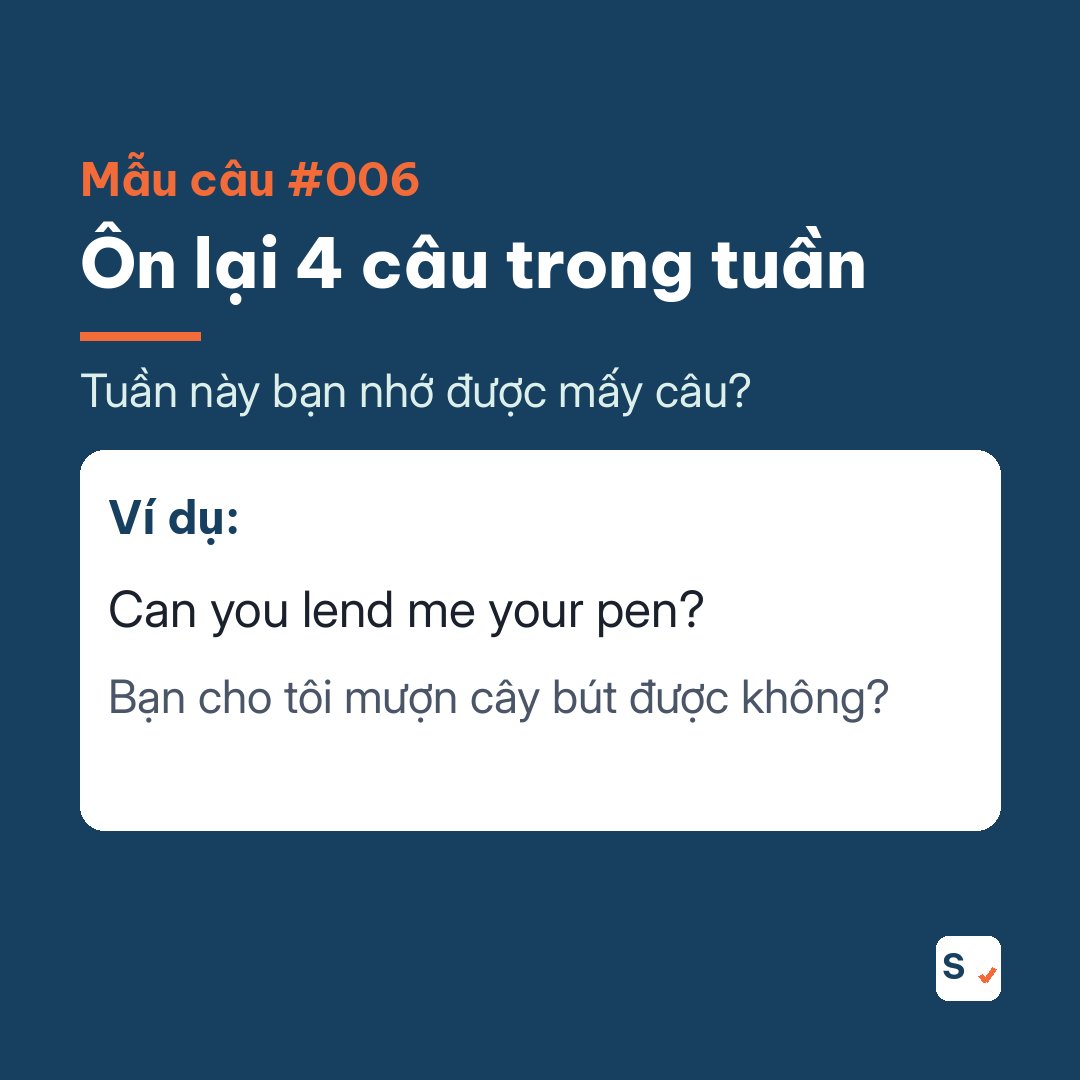 Mẫu câu #006
Ôn lại 4 câu trong tuần
Tuần này bạn nhớ được mấy câu?
Ví dụ:
Can you lend me your pen?
Bạn cho tôi mượn cây bút được không?
S